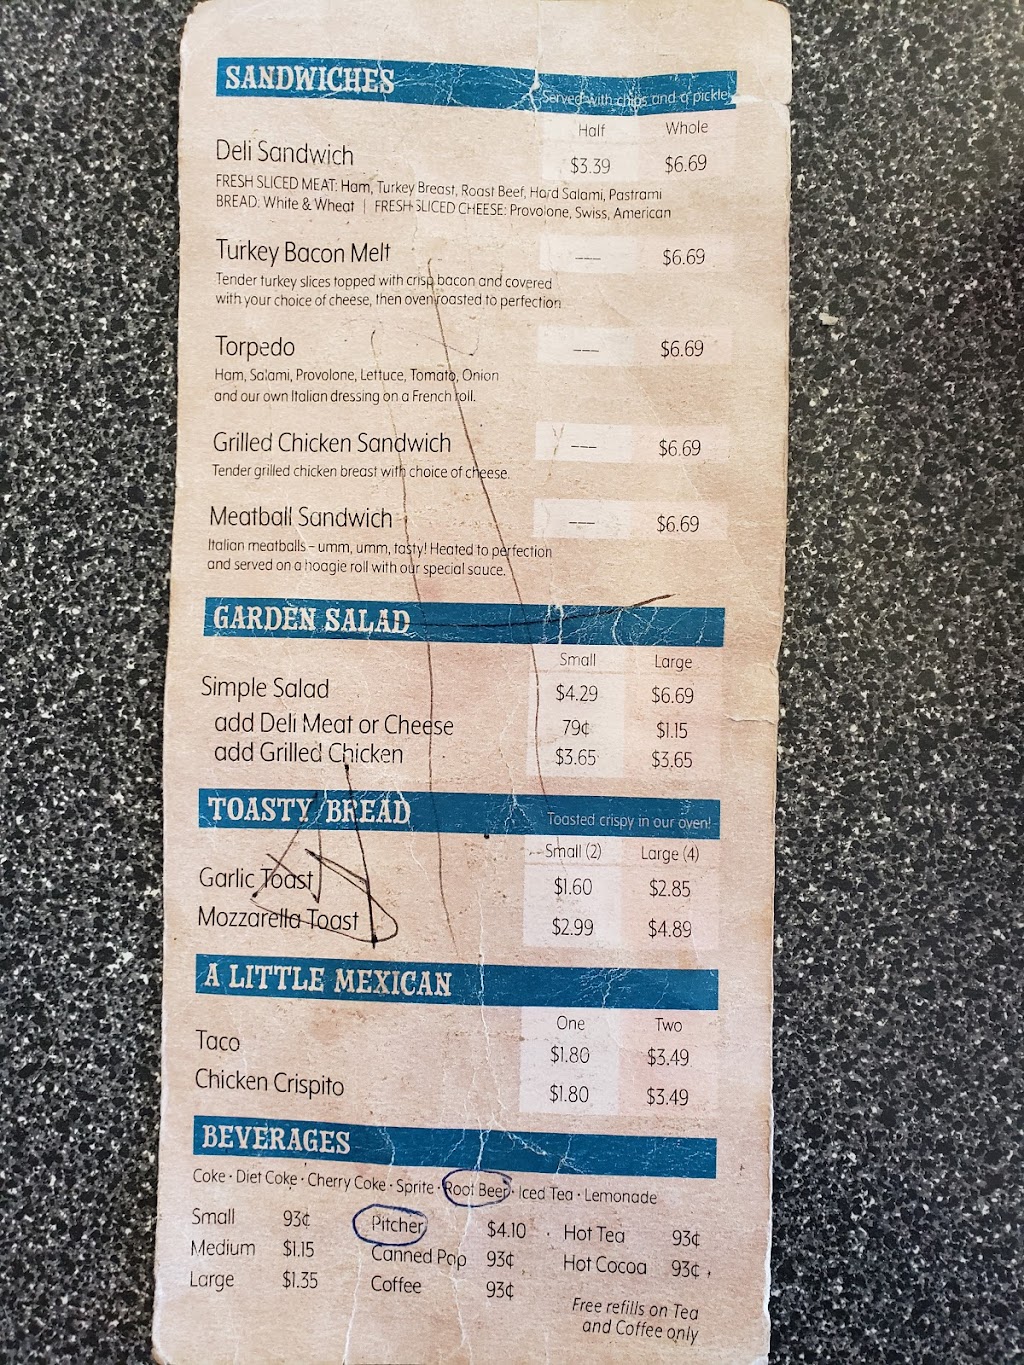 SANDWICHES Served with chips and a pickle!
Half Whole
Deli Sandwich $3.39 $6.69
FRESH SLICED MEAT: Ham, Turkey Breast, Roast Beef, Hard Salami, Pastrami
BREAD: White & Wheat | FRESH SLICED CHEESE: Provolone, Swiss, American
Turkey Bacon Melt --- $6.69
Tender turkey slices topped with crisp bacon and covered
with your choice of cheese, then oven roasted to perfection
Torpedo --- $6.69
Ham, Salami, Provolone, Lettuce, Tomato, Onion
and our own Italian dressing on a French roll.
Grilled Chicken Sandwich --- $6.69
Tender grilled chicken breast with choice of cheese.
Meatball Sandwich --- $6.69
Italian meatballs – umm, umm, tasty! Heated to perfection
and served on a hoagie roll with our special sauce.
GARDEN SALAD
Small Large
Simple Salad $4.29 $6.69
add Deli Meat or Cheese 79¢ $1.15
add Grilled Chicken $3.65 $3.65
TOASTY BREAD Toasted crispy in our oven!
Small (2) Large (4)
Garlic Toast $1.60 $2.85
Mozzarella Toast $2.99 $4.89
A LITTLE MEXICAN
One Two
Taco $1.80 $3.49
Chicken Crispito $1.80 $3.49
BEVERAGES
Coke · Diet Coke · Cherry Coke · Sprite · Root Beer · Iced Tea · Lemonade
Small 93¢ Pitcher $4.10 Hot Tea 93¢
Medium $1.15 Canned Pop 93¢ Hot Cocoa 93¢
Large $1.35 Coffee 93¢
Free refills on Tea
and Coffee only